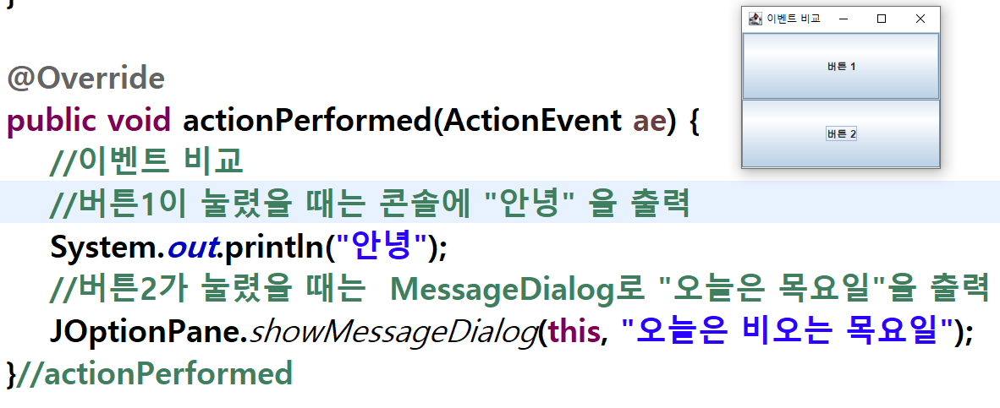 }
@Override
public void actionPerformed(ActionEvent ae) {
//이벤트 비교
//버튼1이 눌렸을 때는 콘솔에 "안녕" 을 출력
System.out.println("안녕");
//버튼2가 눌렸을 때는 MessageDialog로 "오늘은 목요일"을 출력
JOptionPane.showMessageDialog(this, "오늘은 비오는 목요일");
}//actionPerformed
이벤트 비교
버튼 1
버튼 2